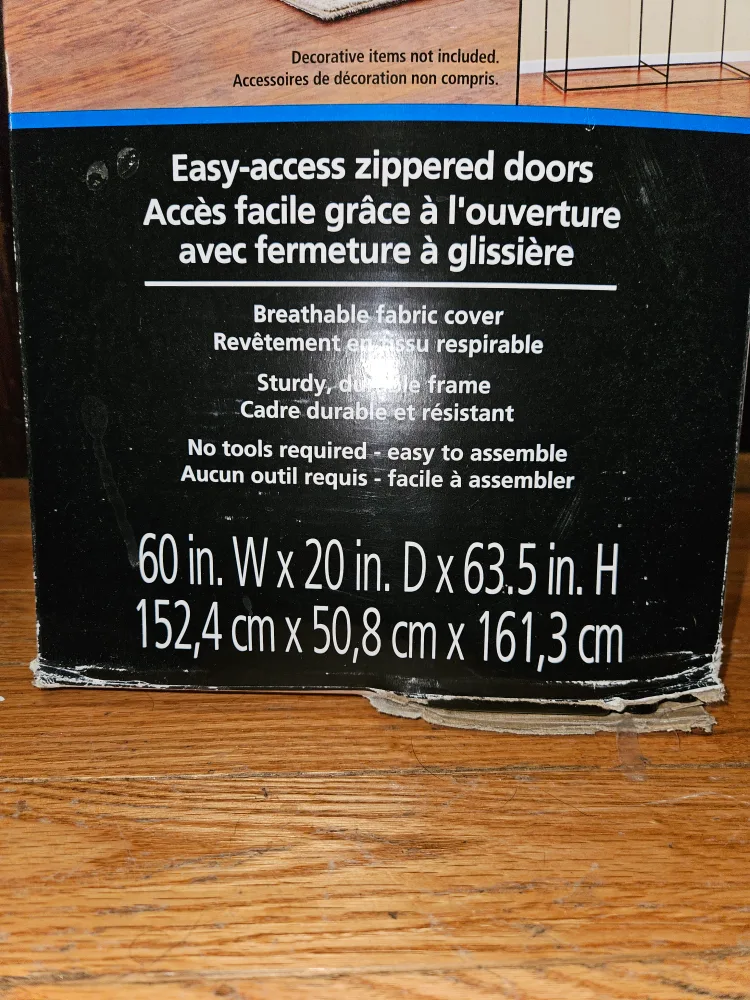 Decorative items not included.
Accessoires de décoration non compris.
Easy-access zippered doors
Accès facile grâce à l'ouverture
avec fermeture à glissière
Breathable fabric cover
Revêtement en tissu respirable
Sturdy, durable frame
Cadre durable et résistant
No tools required - easy to assemble
Aucun outil requis - facile à assembler
60 in. W x 20 in. D x 63.5 in. H
152,4 cm x 50,8 cm x 161,3 cm